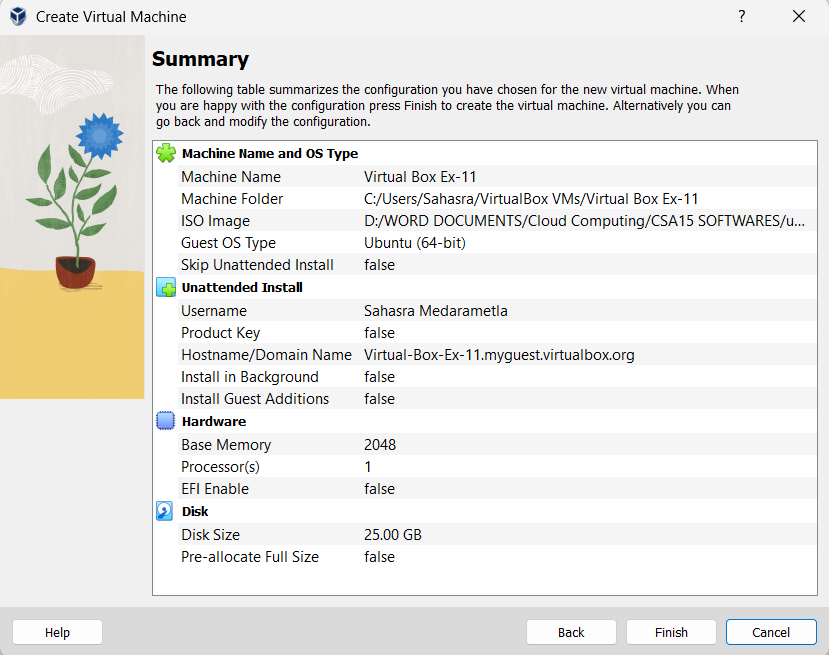 Create Virtual Machine ?
Summary
The following table summarizes the configuration you have chosen for the new virtual machine. When
you are happy with the configuration press Finish to create the virtual machine. Alternatively you can
go back and modify the configuration.
Machine Name and OS Type
Machine Name Virtual Box Ex-11
Machine Folder C:/Users/Sahasra/VirtualBox VMs/Virtual Box Ex-11
ISO Image D:/WORD DOCUMENTS/Cloud Computing/CSA15 SOFTWARES/u...
Guest OS Type Ubuntu (64-bit)
Skip Unattended Install false
Unattended Install
Username Sahasra Medarametla
Product Key false
Hostname/Domain Name Virtual-Box-Ex-11.myguest.virtualbox.org
Install in Background false
Install Guest Additions false
Hardware
Base Memory 2048
Processor(s) 1
EFI Enable false
Disk
Disk Size 25.00 GB
Pre-allocate Full Size false
Help Back Finish Cancel